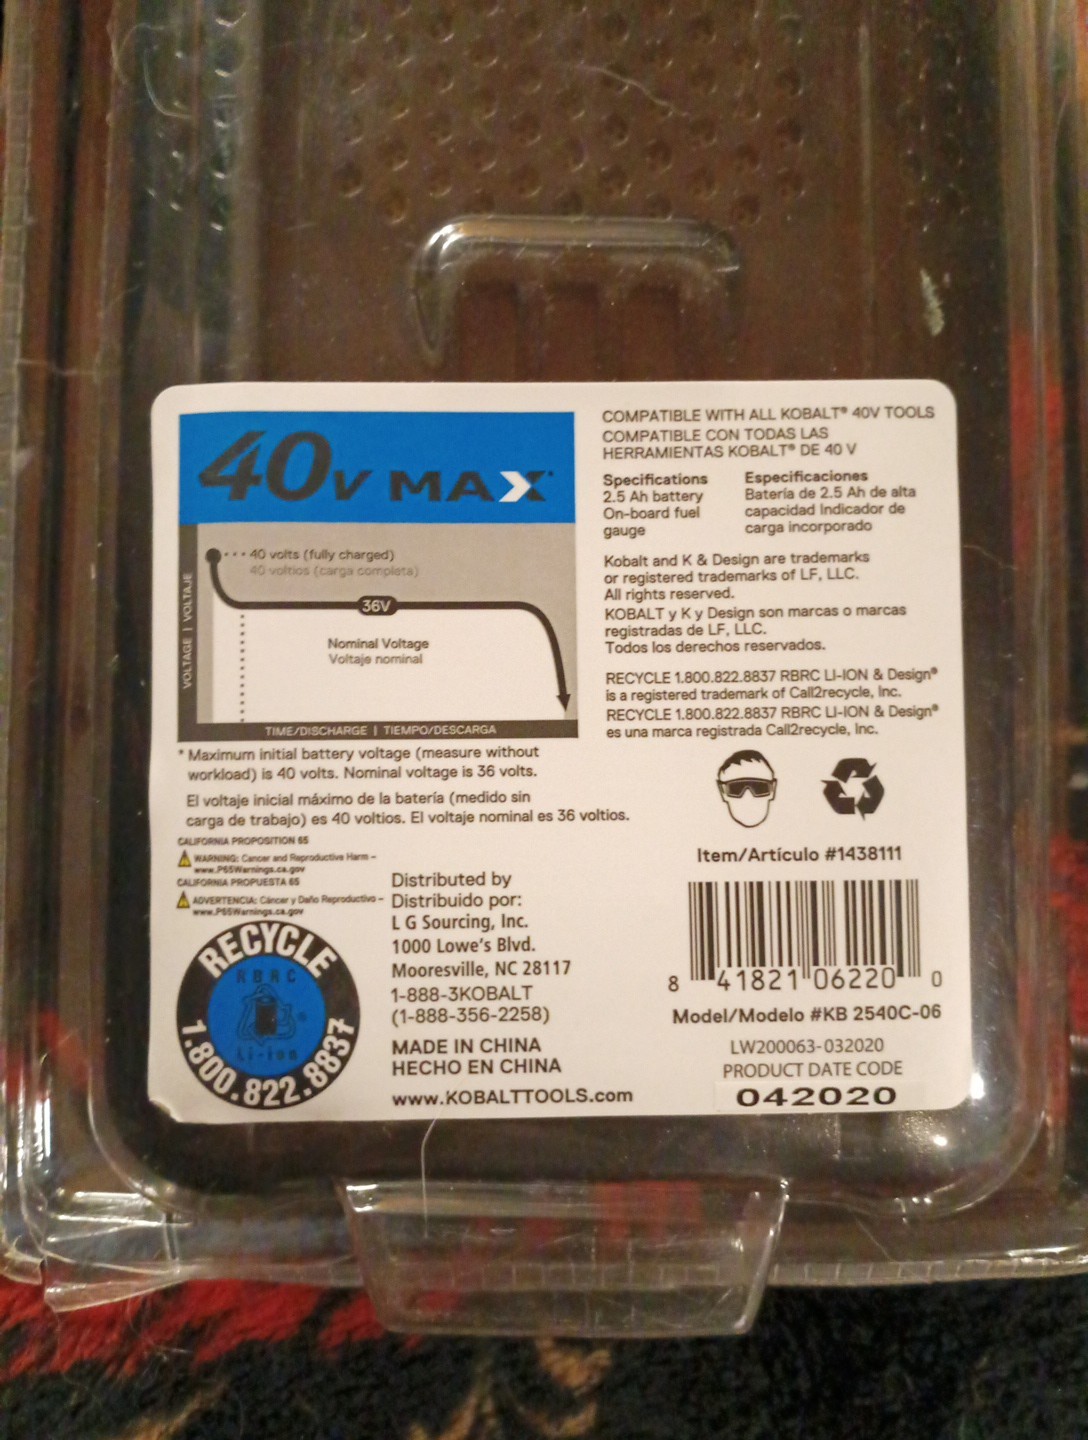 40V MAX*
40 volts (fully charged)
40 voltios (carga completa)
36V
Nominal Voltage
Voltaje nominal
VOLTAGE | VOLTAJE
TIME/DISCHARGE | TIEMPO/DESCARGA
* Maximum initial battery voltage (measure without
workload) is 40 volts. Nominal voltage is 36 volts.
El voltaje inicial máximo de la batería (medido sin
carga de trabajo) es 40 voltios. El voltaje nominal es 36 voltios.
CALIFORNIA PROPOSITION 65
WARNING: Cancer and Reproductive Harm –
www.P65Warnings.ca.gov
CALIFORNIA PROPUESTA 65
ADVERTENCIA: Cáncer y Daño Reproductivo –
www.P65Warnings.ca.gov
RECYCLE
RBRC
®
Li-ion
1.800.822.8837
Distributed by
Distribuido por:
L G Sourcing, Inc.
1000 Lowe's Blvd.
Mooresville, NC 28117
1-888-3KOBALT
(1-888-356-2258)
MADE IN CHINA
HECHO EN CHINA
www.KOBALTTOOLS.com
COMPATIBLE WITH ALL KOBALT® 40V TOOLS
COMPATIBLE CON TODAS LAS
HERRAMIENTAS KOBALT® DE 40 V
Specifications
2.5 Ah battery
On-board fuel
gauge
Especificaciones
Batería de 2.5 Ah de alta
capacidad Indicador de
carga incorporado
Kobalt and K & Design are trademarks
or registered trademarks of LF, LLC.
All rights reserved.
KOBALT y K y Design son marcas o marcas
registradas de LF, LLC.
Todos los derechos reservados.
RECYCLE 1.800.822.8837 RBRC LI-ION & Design®
is a registered trademark of Call2recycle, Inc.
RECYCLE 1.800.822.8837 RBRC LI-ION & Design®
es una marca registrada Call2recycle, Inc.
Item/Artículo #1438111
8 41821 06220 0
Model/Modelo #KB 2540C-06
LW200063-032020
PRODUCT DATE CODE
042020